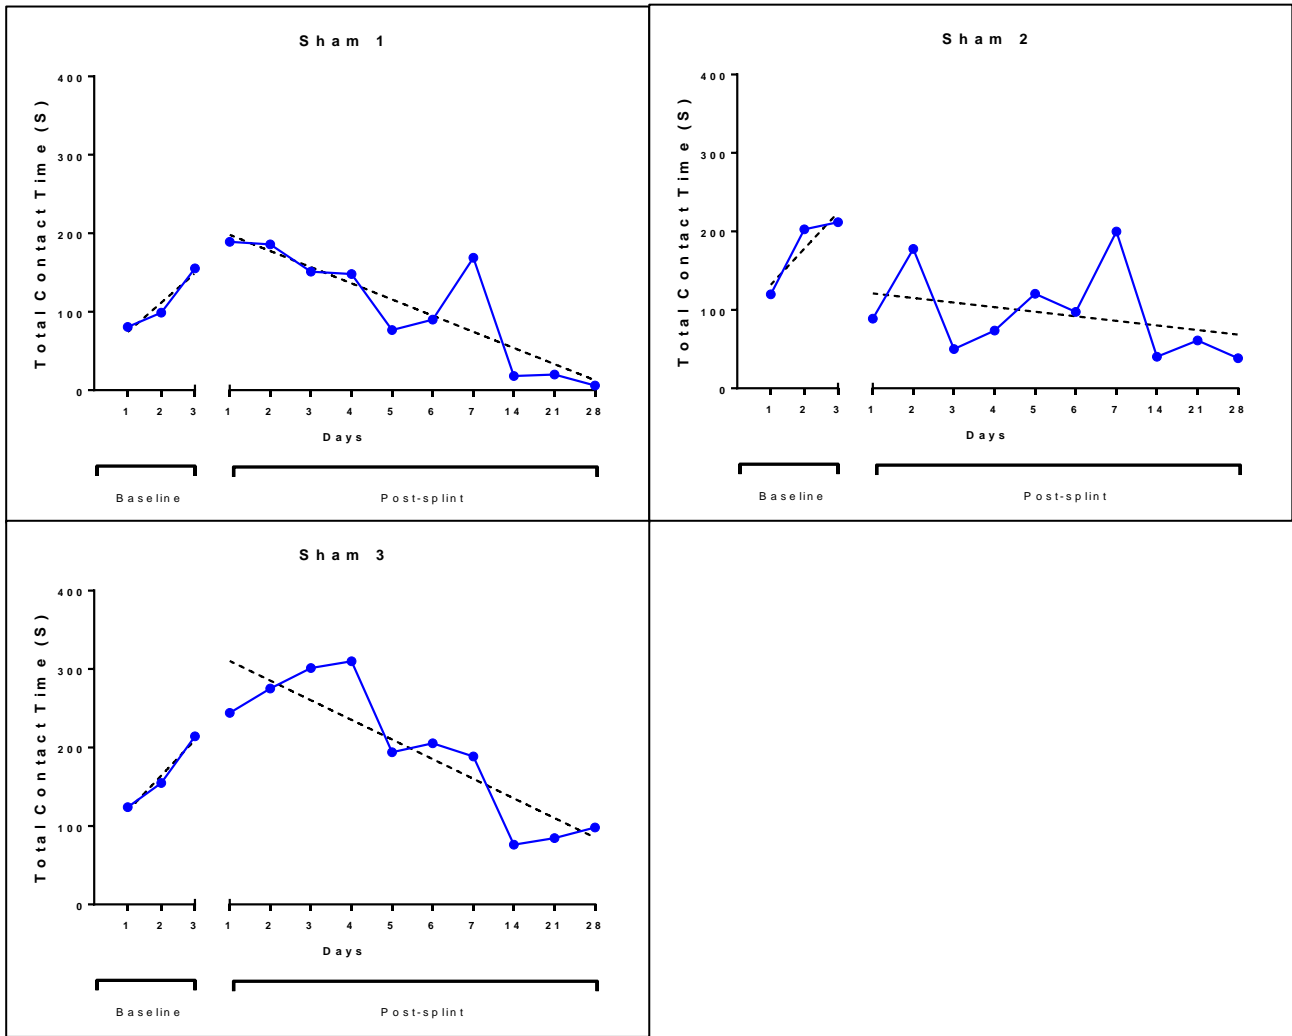 Sham 1
Total Contact Time (S)
400
300
200
100
0
1 2 3 1 2 3 4 5 6 7 14 21 28
Days
Baseline Post-splint
Sham 2
Total Contact Time (S)
400
300
200
100
0
1 2 3 1 2 3 4 5 6 7 14 21 28
Days
Baseline Post-splint
Sham 3
Total Contact Time (S)
400
300
200
100
0
1 2 3 1 2 3 4 5 6 7 14 21 28
Days
Baseline Post-splint